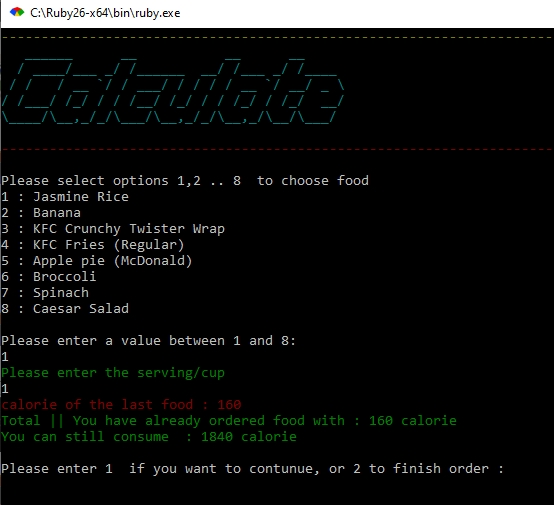 C:\Ruby26-x64\bin\ruby.exe
Calculate
Please select options 1,2 .. 8  to choose food
1 : Jasmine Rice
2 : Banana
3 : KFC Crunchy Twister Wrap
4 : KFC Fries (Regular)
5 : Apple pie (McDonald)
6 : Broccoli
7 : Spinach
8 : Caesar Salad
Please enter a value between 1 and 8:
1
Please enter the serving/cup
1
calorie of the last food : 160
Total || You have already ordered food with : 160 calorie
You can still consume  : 1840 calorie
Please enter 1  if you want to contunue, or 2 to finish order :